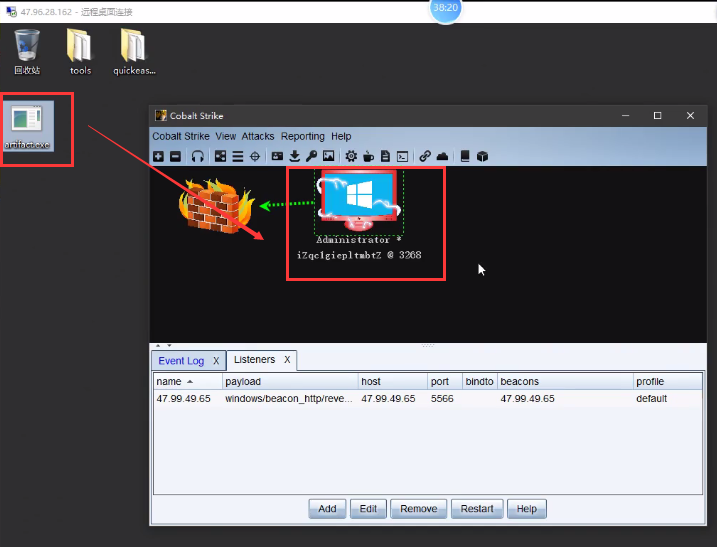 47.96.28.162 - 远程桌面连接
38:20
回收站
tools
quickeas...
artifact.exe
Cobalt Strike
Cobalt Strike View Attacks Reporting Help
Administrator *
iZqc1giepltmbtZ @ 3268
Event Log X
Listeners X
name payload host port bindto beacons profile
47.99.49.65 windows/beacon_http/reve... 47.99.49.65 5566 47.99.49.65 default
Add Edit Remove Restart Help